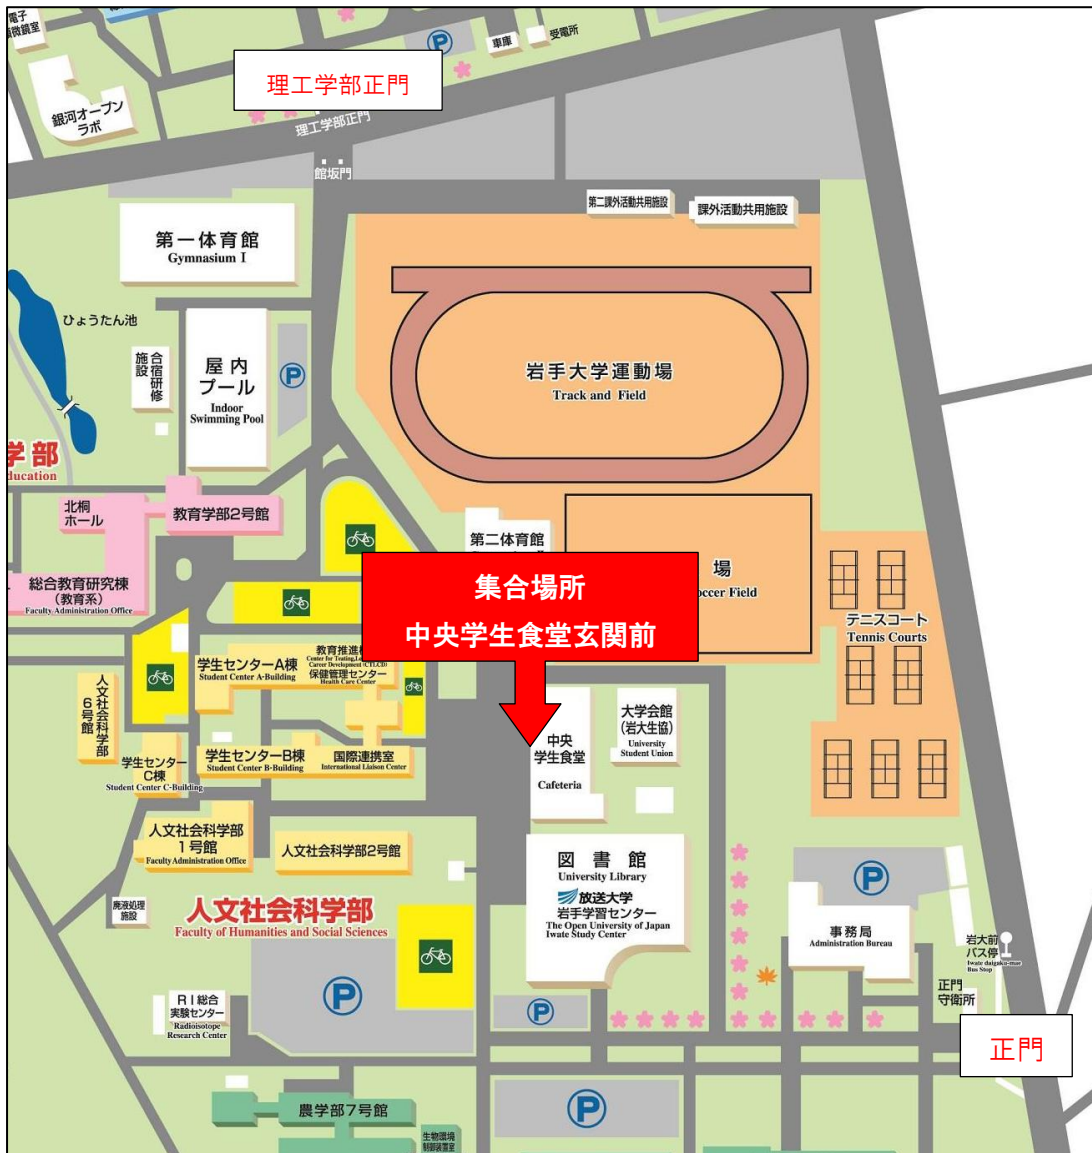 電子
車庫
受電所
理工学部正門
銀河オープン
ラボ
理工学部正門
館坂門
第二課外活動共用施設
課外活動共用施設
第一体育館
Gymnasium I
ひょうたん池
合宿研修
施設
屋内
プール
Indoor
Swimming Pool
岩手大学運動場
Track and Field
学部
ducation
北桐
ホール
教育学部2号館
第二体育館
集合場所
中央学生食堂玄関前
場
occer Field
総合教育研究棟
(教育系)
Faculty Administration Office
テニスコート
Tennis Courts
学生センターA棟
Student Center A-Building
教育推進
Career Development (CTLCD)
保健管理センター
Health Care Center
人文社会科学部
6号館
大学会館
(岩大生協)
University
Student Union
中央
学生食堂
Cafeteria
学生センター
C棟
Student Center C-Building
学生センターB棟
Student Center B-Building
国際連携室
International Liaison Center
人文社会科学部
1号館
Faculty Administration Office
人文社会科学部2号館
図書館
University Library
放送大学
岩手学習センター
The Open University of Japan
Iwate Study Center
廃液処理
施設
人文社会科学部
Faculty of Humanities and Social Sciences
事務局
Administration Bureau
岩大前
バス停
Iwate daigaku-mae
Bus Stop
RI総合
実験センター
Radioisotope
Research Center
正門
守衛所
正門
農学部7号館
生物環境
制御装置室
P
P
P
P
P
P